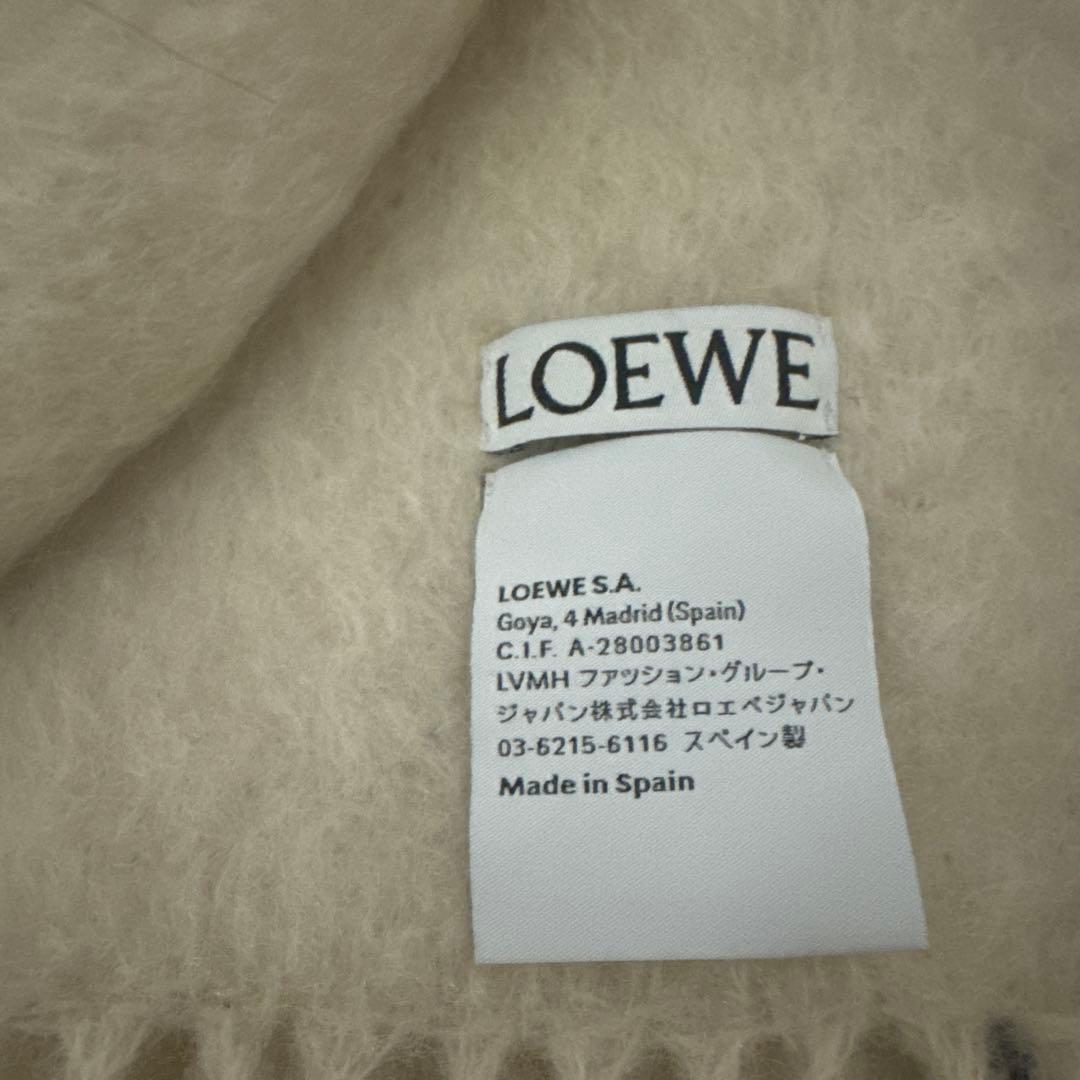 LOEWE
LOEWE S.A.
Goya, 4 Madrid (Spain)
C.I.F. A-28003861
LVMH ファッション・グループ・
ジャパン株式会社ロエベジャパン
03-6215-6116 スペイン製
Made in Spain